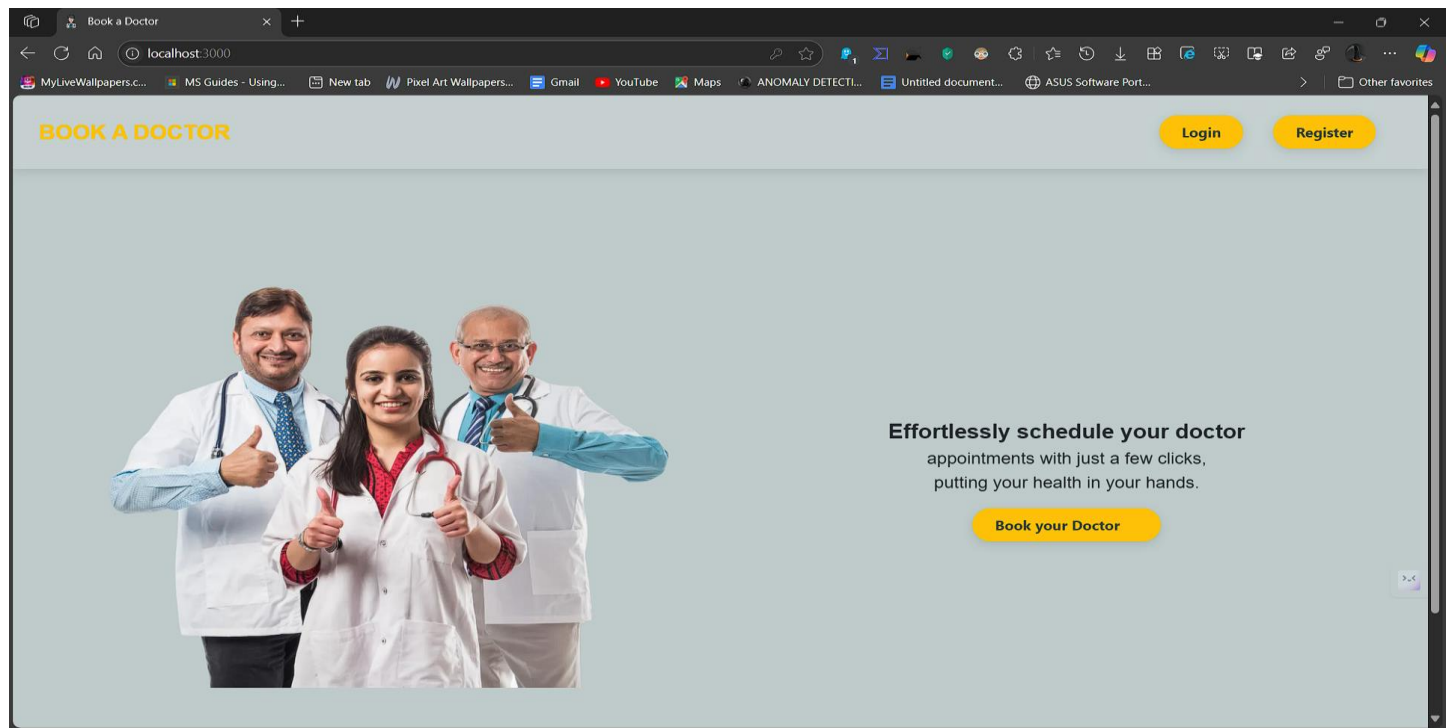 Book a Doctor
localhost:3000
MyLiveWallpapers.c... MS Guides - Using... New tab Pixel Art Wallpapers... Gmail YouTube Maps ANOMALY DETECTI... Untitled document... ASUS Software Port... Other favorites
BOOK A DOCTOR Login Register
Effortlessly schedule your doctor
appointments with just a few clicks,
putting your health in your hands.
Book your Doctor